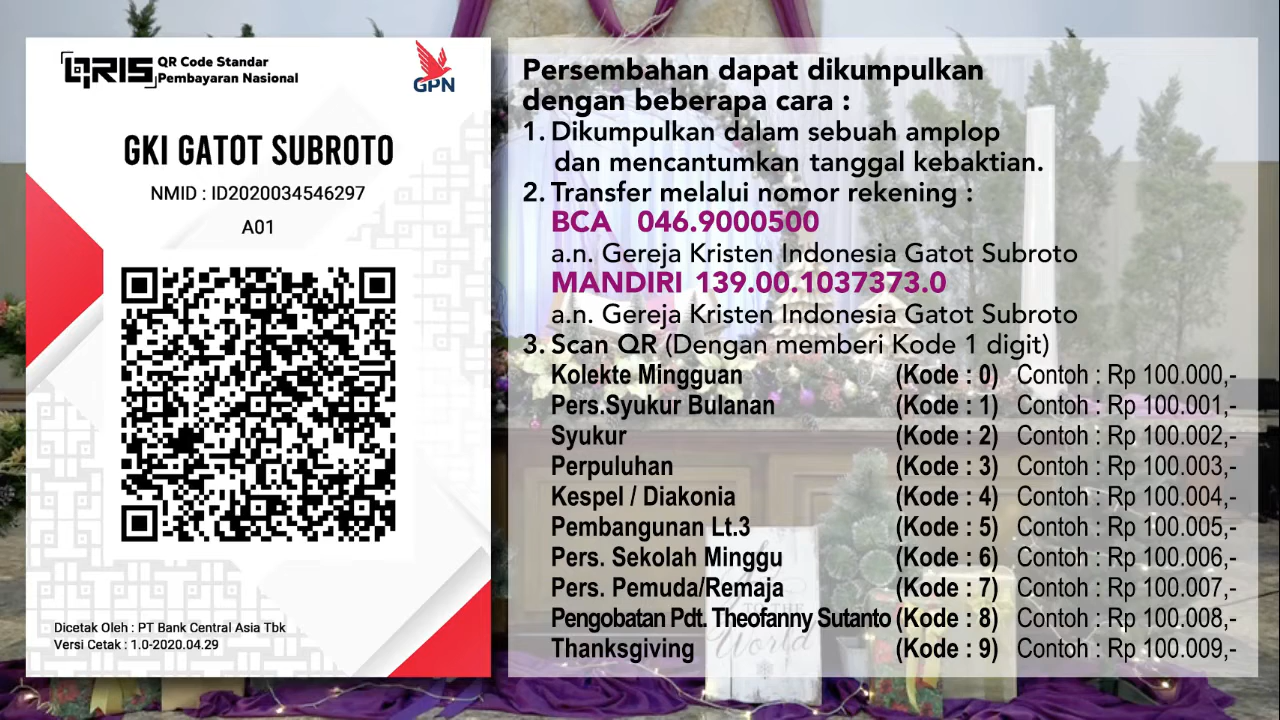 QRIS QR Code Standar
Pembayaran Nasional
GPN
GKI GATOT SUBROTO
NMID : ID2020034546297
A01
Dicetak Oleh : PT Bank Central Asia Tbk
Versi Cetak : 1.0-2020.04.29
Persembahan dapat dikumpulkan
dengan beberapa cara :
1. Dikumpulkan dalam sebuah amplop
dan mencantumkan tanggal kebaktian.
2. Transfer melalui nomor rekening :
BCA 046.9000500
a.n. Gereja Kristen Indonesia Gatot Subroto
MANDIRI 139.00.1037373.0
a.n. Gereja Kristen Indonesia Gatot Subroto
3. Scan QR (Dengan memberi Kode 1 digit)
Kolekte Mingguan (Kode : 0) Contoh : Rp 100.000,-
Pers.Syukur Bulanan (Kode : 1) Contoh : Rp 100.001,-
Syukur (Kode : 2) Contoh : Rp 100.002,-
Perpuluhan (Kode : 3) Contoh : Rp 100.003,-
Kespel / Diakonia (Kode : 4) Contoh : Rp 100.004,-
Pembangunan Lt.3 (Kode : 5) Contoh : Rp 100.005,-
Pers. Sekolah Minggu (Kode : 6) Contoh : Rp 100.006,-
Pers. Pemuda/Remaja (Kode : 7) Contoh : Rp 100.007,-
Pengobatan Pdt. Theofanny Sutanto (Kode : 8) Contoh : Rp 100.008,-
Thanksgiving (Kode : 9) Contoh : Rp 100.009,-
TO THE
World